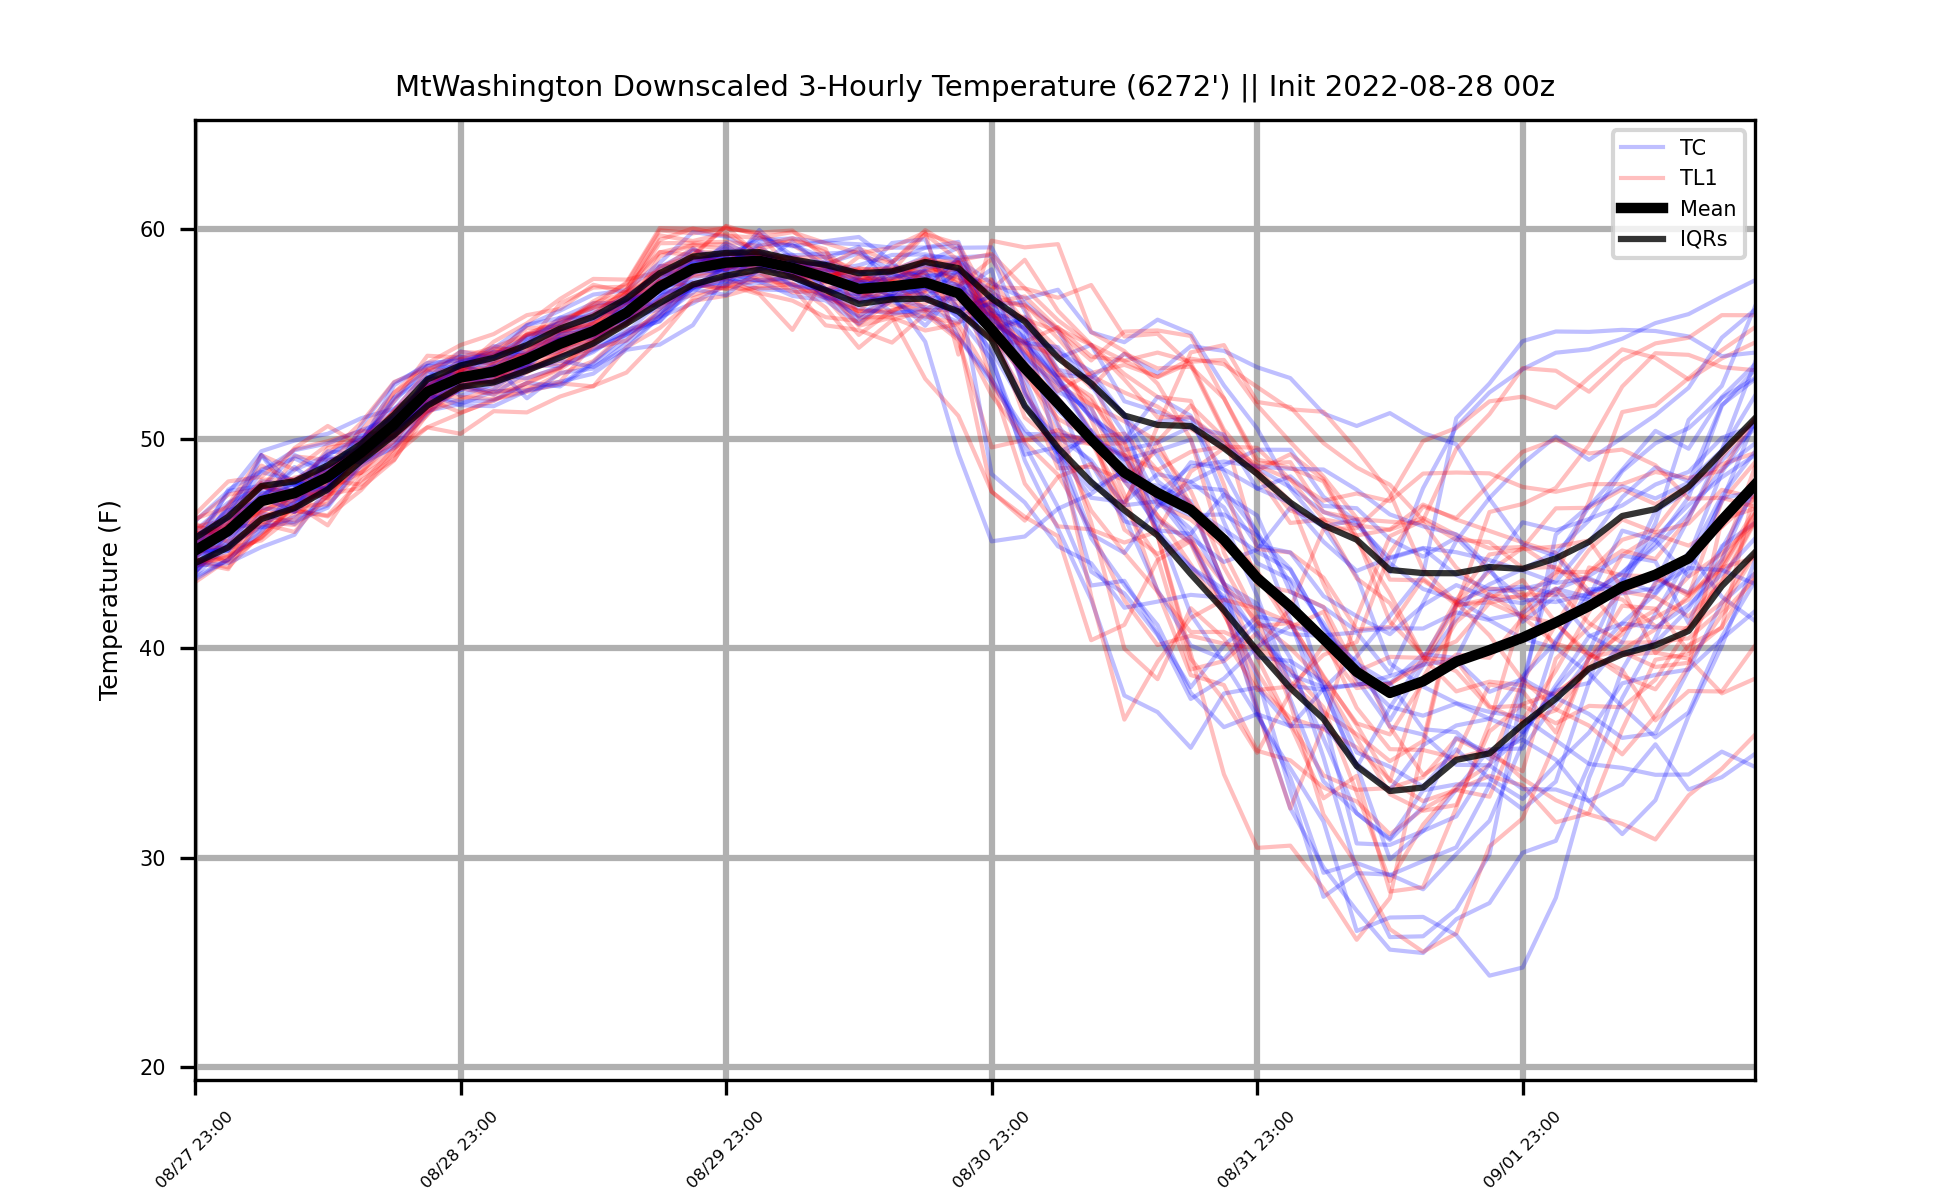 MtWashington Downscaled 3-Hourly Temperature (6272') || Init 2022-08-28 00z
TC
TL1
Mean
IQRs
Temperature (F)
60
50
40
30
20
08/27 23:00
08/28 23:00
08/29 23:00
08/30 23:00
08/31 23:00
09/01 23:00